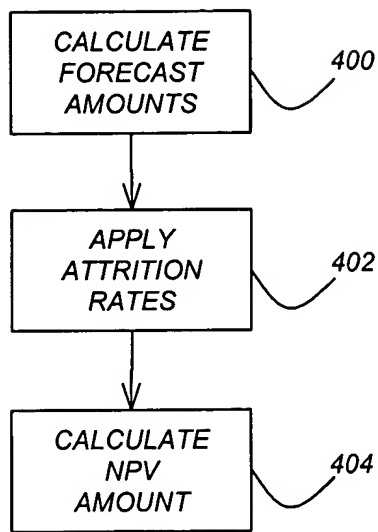 CALCULATE
FORECAST
AMOUNTS
400
APPLY
ATTRITION
RATES
402
CALCULATE
NPV
AMOUNT
404